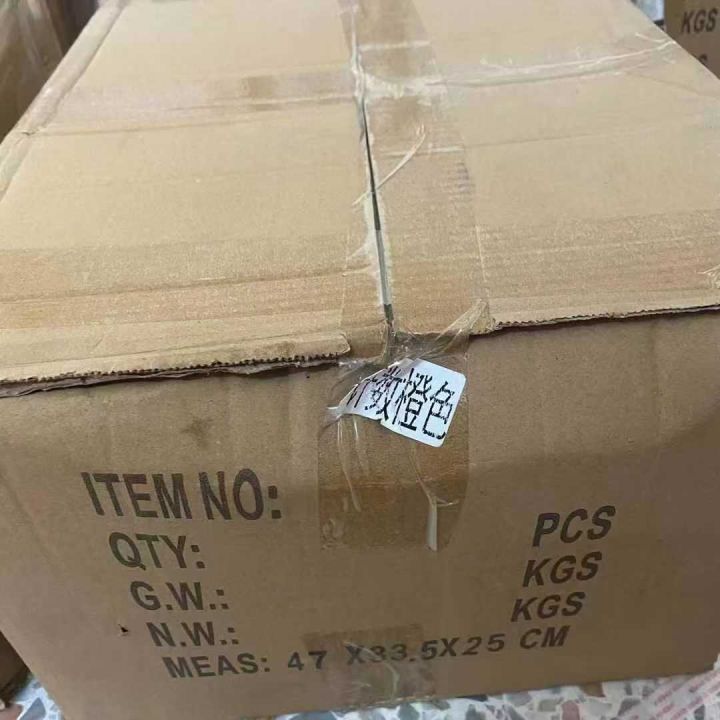 KGS
数橙色
ITEM NO:
QTY: PCS
G.W.: KGS
N.W.: KGS
MEAS: 47 X33.5X25 CM